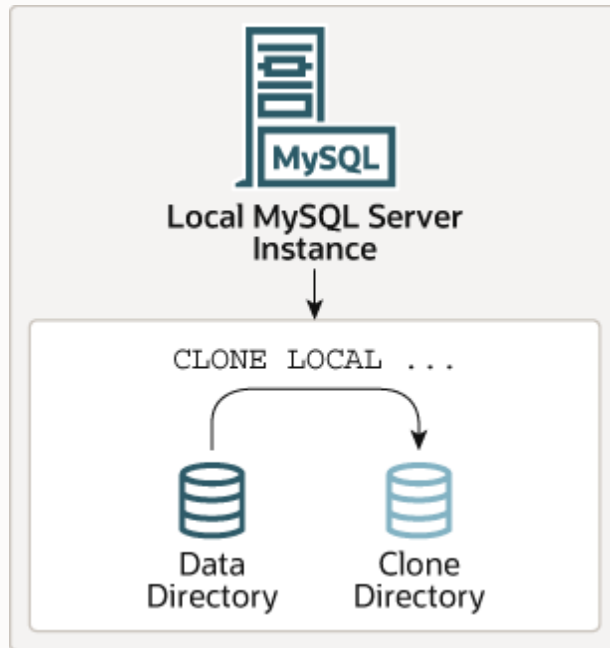 MySQL
Local MySQL Server
Instance
CLONE LOCAL ...
Data
Directory
Clone
Directory